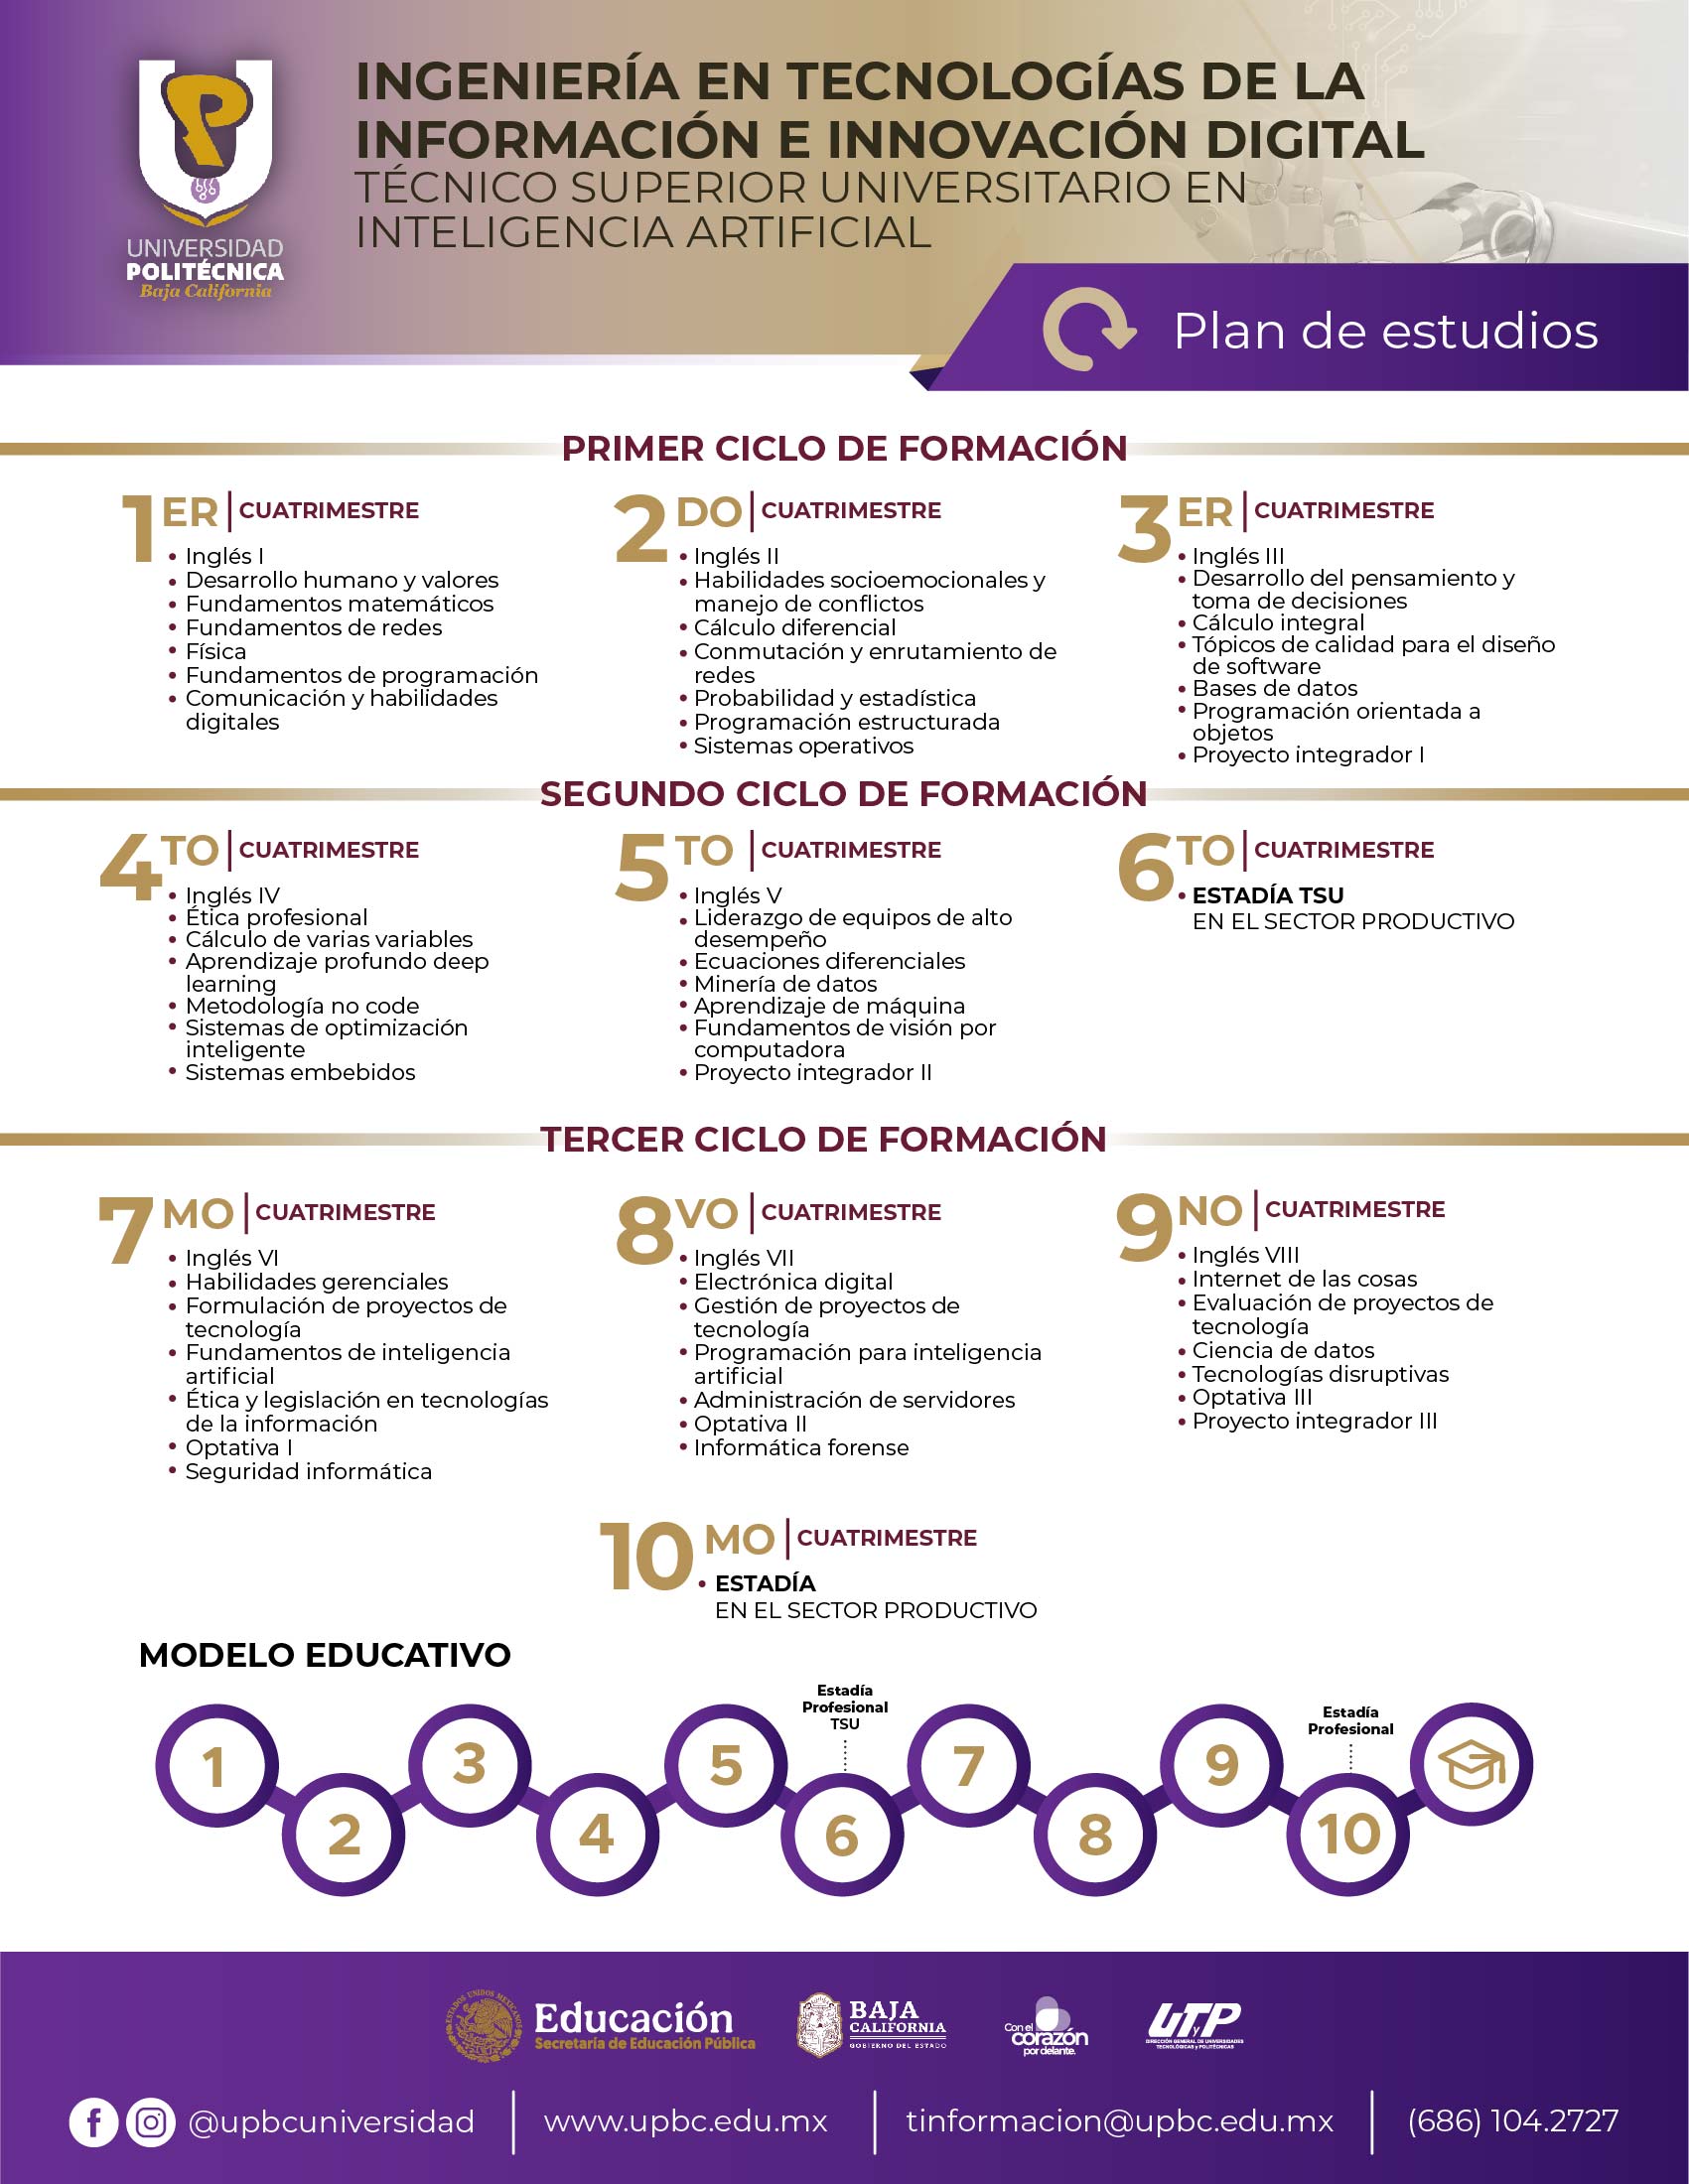 INGENIERÍA EN TECNOLOGÍAS DE LA
INFORMACIÓN E INNOVACIÓN DIGITAL
TÉCNICO SUPERIOR UNIVERSITARIO EN
INTELIGENCIA ARTIFICIAL
UNIVERSIDAD
POLITÉCNICA
Baja California
Plan de estudios
PRIMER CICLO DE FORMACIÓN
1ER | CUATRIMESTRE
• Inglés I
• Desarrollo humano y valores
• Fundamentos matemáticos
• Fundamentos de redes
• Física
• Fundamentos de programación
• Comunicación y habilidades
digitales
2DO | CUATRIMESTRE
• Inglés II
• Habilidades socioemocionales y
manejo de conflictos
• Cálculo diferencial
• Conmutación y enrutamiento de
redes
• Probabilidad y estadística
• Programación estructurada
• Sistemas operativos
3ER | CUATRIMESTRE
• Inglés III
• Desarrollo del pensamiento y
toma de decisiones
• Cálculo integral
• Tópicos de calidad para el diseño
de software
• Bases de datos
• Programación orientada a
objetos
• Proyecto integrador I
SEGUNDO CICLO DE FORMACIÓN
4TO | CUATRIMESTRE
• Inglés IV
• Ética profesional
• Cálculo de varias variables
• Aprendizaje profundo deep
learning
• Metodología no code
• Sistemas de optimización
inteligente
• Sistemas embebidos
5TO | CUATRIMESTRE
• Inglés V
• Liderazgo de equipos de alto
desempeño
• Ecuaciones diferenciales
• Minería de datos
• Aprendizaje de máquina
• Fundamentos de visión por
computadora
• Proyecto integrador II
6TO | CUATRIMESTRE
• ESTADÍA TSU
EN EL SECTOR PRODUCTIVO
TERCER CICLO DE FORMACIÓN
7MO | CUATRIMESTRE
• Inglés VI
• Habilidades gerenciales
• Formulación de proyectos de
tecnología
• Fundamentos de inteligencia
artificial
• Ética y legislación en tecnologías
de la información
• Optativa I
• Seguridad informática
8VO | CUATRIMESTRE
• Inglés VII
• Electrónica digital
• Gestión de proyectos de
tecnología
• Programación para inteligencia
artificial
• Administración de servidores
• Optativa II
• Informática forense
9NO | CUATRIMESTRE
• Inglés VIII
• Internet de las cosas
• Evaluación de proyectos de
tecnología
• Ciencia de datos
• Tecnologías disruptivas
• Optativa III
• Proyecto integrador III
10MO | CUATRIMESTRE
• ESTADÍA
EN EL SECTOR PRODUCTIVO
MODELO EDUCATIVO
1
2
3
4
5
Estadía
Profesional
TSU
6
7
8
9
Estadía
Profesional
10
ESTADOS UNIDOS MEXICANOS
Educación
Secretaría de Educación Pública
BAJA
CALIFORNIA
GOBIERNO DEL ESTADO
Con el
corazón
por delante.
UTyP
DIRECCIÓN GENERAL DE UNIVERSIDADES
TECNOLÓGICAS y POLITÉCNICAS
@upbcuniversidad
www.upbc.edu.mx
tinformacion@upbc.edu.mx
(686) 104.2727